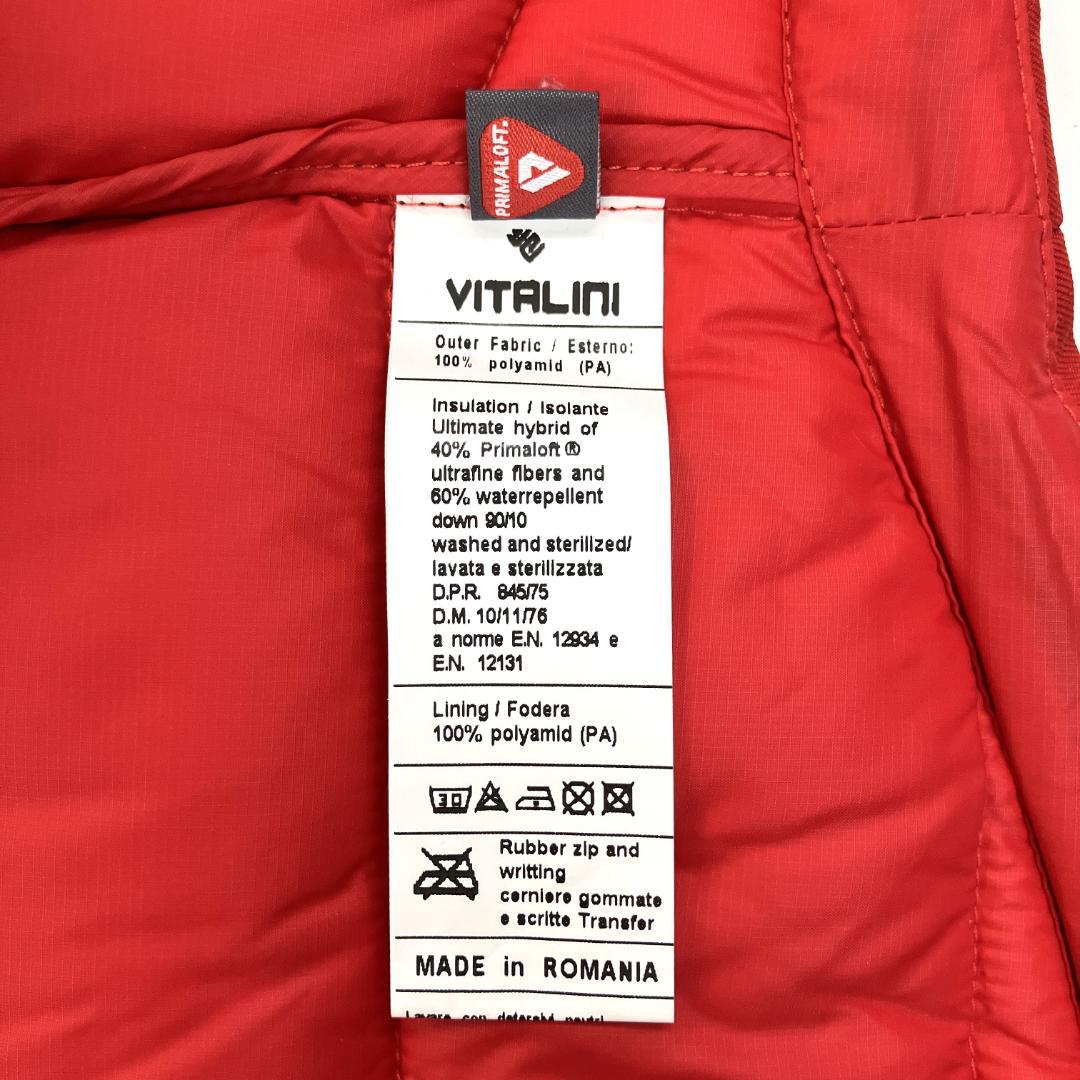 PRIMALOFT®
VITALINI
Outer Fabric / Esterno:
100% polyamid (PA)
Insulation / Isolante
Ultimate hybrid of
40% Primaloft ®
ultrafine fibers and
60% waterrepellent
down 90/10
washed and sterilized/
lavata e sterilizzata
D.P.R. 845/75
D.M. 10/11/76
a norme E.N. 12934 e
E.N. 12131
Lining / Fodera
100% polyamid (PA)
30
Rubber zip and
writting
cerniere gommate
e scritte Transfer
MADE in ROMANIA
Lavare con